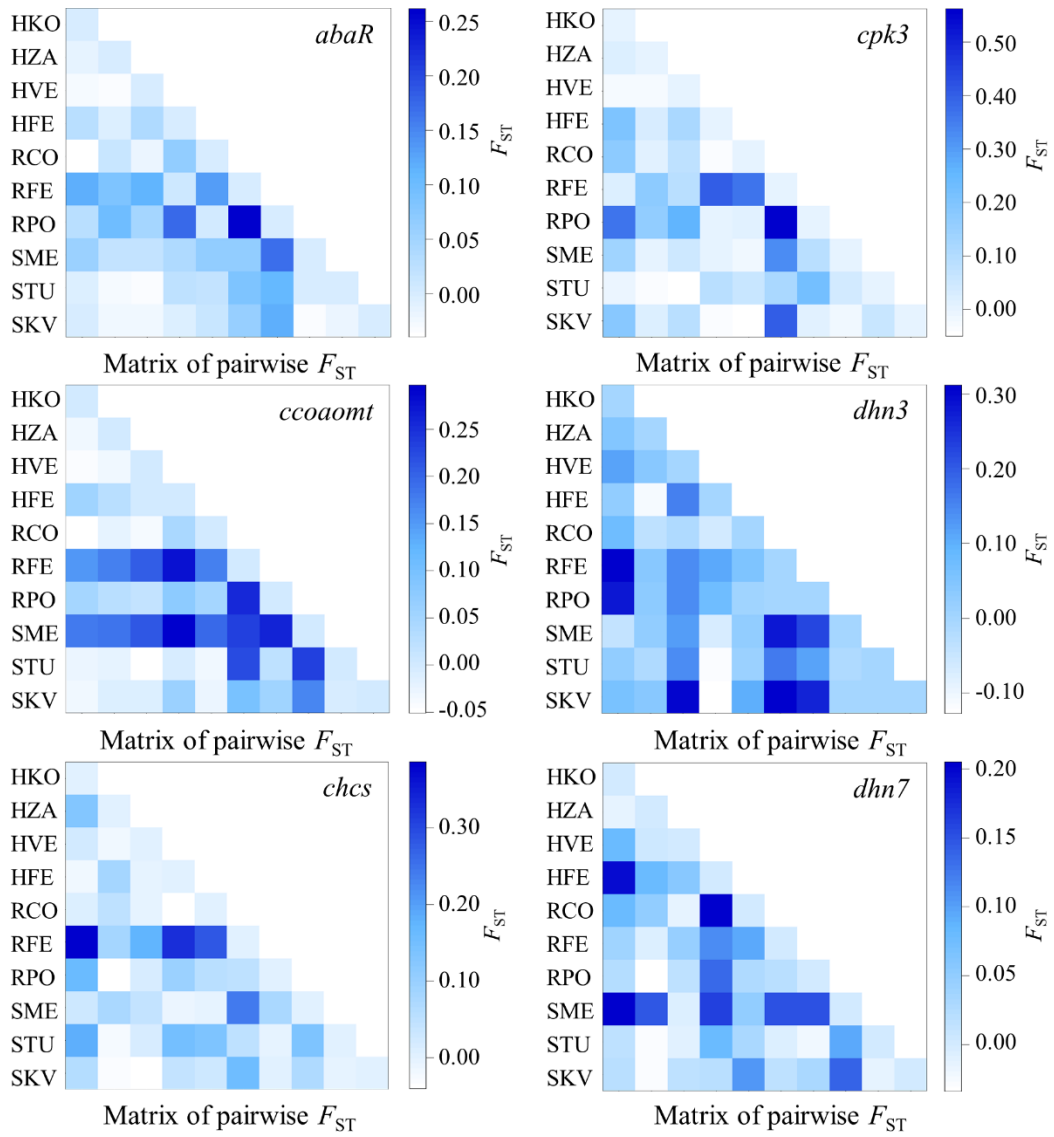 HKO
HZA
HVE
HFE
RCO
RFE
RPO
SME
STU
SKV
abaR
0.25
0.20
0.15
0.10
0.05
0.00
FST
Matrix of pairwise FST
HKO
HZA
HVE
HFE
RCO
RFE
RPO
SME
STU
SKV
cpk3
0.50
0.40
0.30
0.20
0.10
0.00
FST
Matrix of pairwise FST
HKO
HZA
HVE
HFE
RCO
RFE
RPO
SME
STU
SKV
ccoaomt
0.25
0.20
0.15
0.10
0.05
0.00
-0.05
FST
Matrix of pairwise FST
HKO
HZA
HVE
HFE
RCO
RFE
RPO
SME
STU
SKV
dhn3
0.30
0.20
0.10
0.00
-0.10
FST
Matrix of pairwise FST
HKO
HZA
HVE
HFE
RCO
RFE
RPO
SME
STU
SKV
chcs
0.30
0.20
0.10
0.00
FST
Matrix of pairwise FST
HKO
HZA
HVE
HFE
RCO
RFE
RPO
SME
STU
SKV
dhn7
0.20
0.15
0.10
0.05
0.00
FST
Matrix of pairwise FST